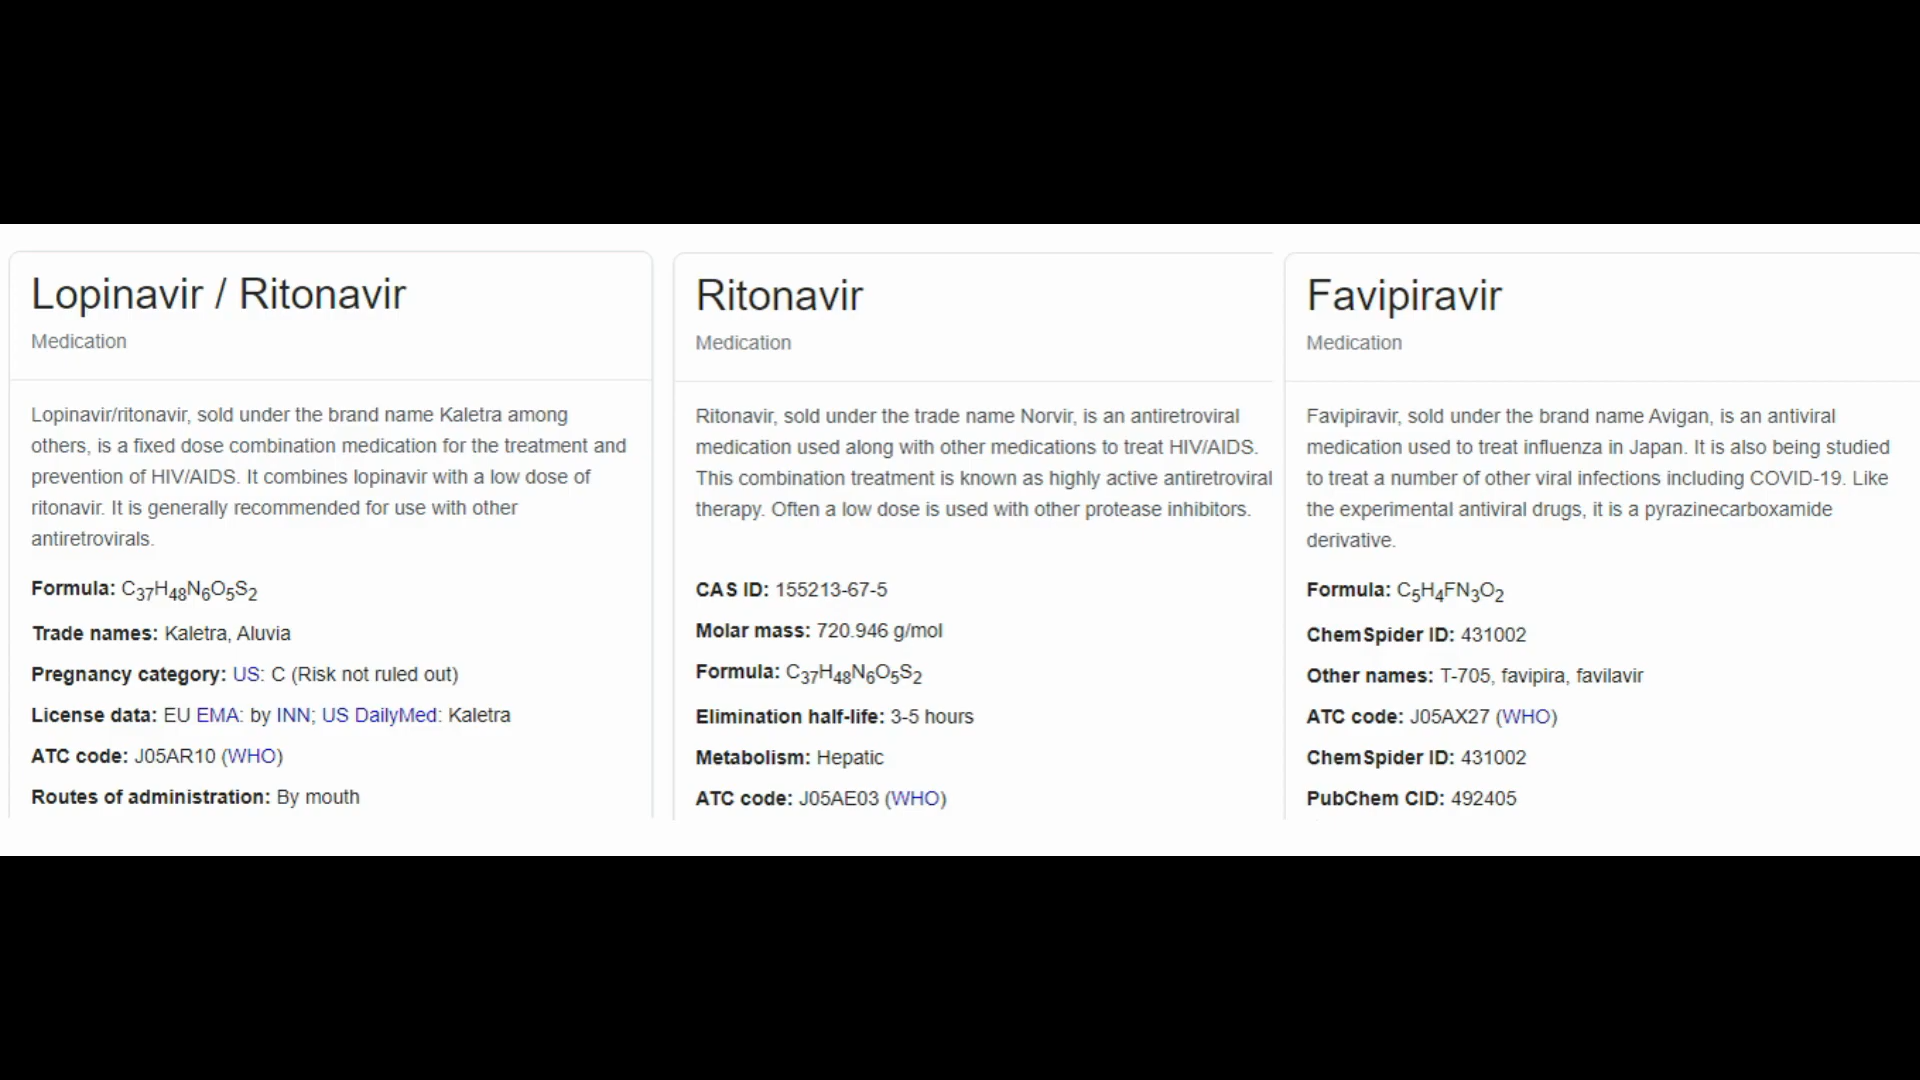 Lopinavir / Ritonavir
Medication
Lopinavir/ritonavir, sold under the brand name Kaletra among
others, is a fixed dose combination medication for the treatment and
prevention of HIV/AIDS. It combines lopinavir with a low dose of
ritonavir. It is generally recommended for use with other
antiretrovirals.
Formula: C37H48N6O5S2
Trade names: Kaletra, Aluvia
Pregnancy category: US: C (Risk not ruled out)
License data: EU EMA: by INN; US DailyMed: Kaletra
ATC code: J05AR10 (WHO)
Routes of administration: By mouth
Ritonavir
Medication
Ritonavir, sold under the trade name Norvir, is an antiretroviral
medication used along with other medications to treat HIV/AIDS.
This combination treatment is known as highly active antiretroviral
therapy. Often a low dose is used with other protease inhibitors.
CAS ID: 155213-67-5
Molar mass: 720.946 g/mol
Formula: C37H48N6O5S2
Elimination half-life: 3-5 hours
Metabolism: Hepatic
ATC code: J05AE03 (WHO)
Favipiravir
Medication
Favipiravir, sold under the brand name Avigan, is an antiviral
medication used to treat influenza in Japan. It is also being studied
to treat a number of other viral infections including COVID-19. Like
the experimental antiviral drugs, it is a pyrazinecarboxamide
derivative.
Formula: C5H4FN3O2
ChemSpider ID: 431002
Other names: T-705, favipira, favilavir
ATC code: J05AX27 (WHO)
ChemSpider ID: 431002
PubChem CID: 492405